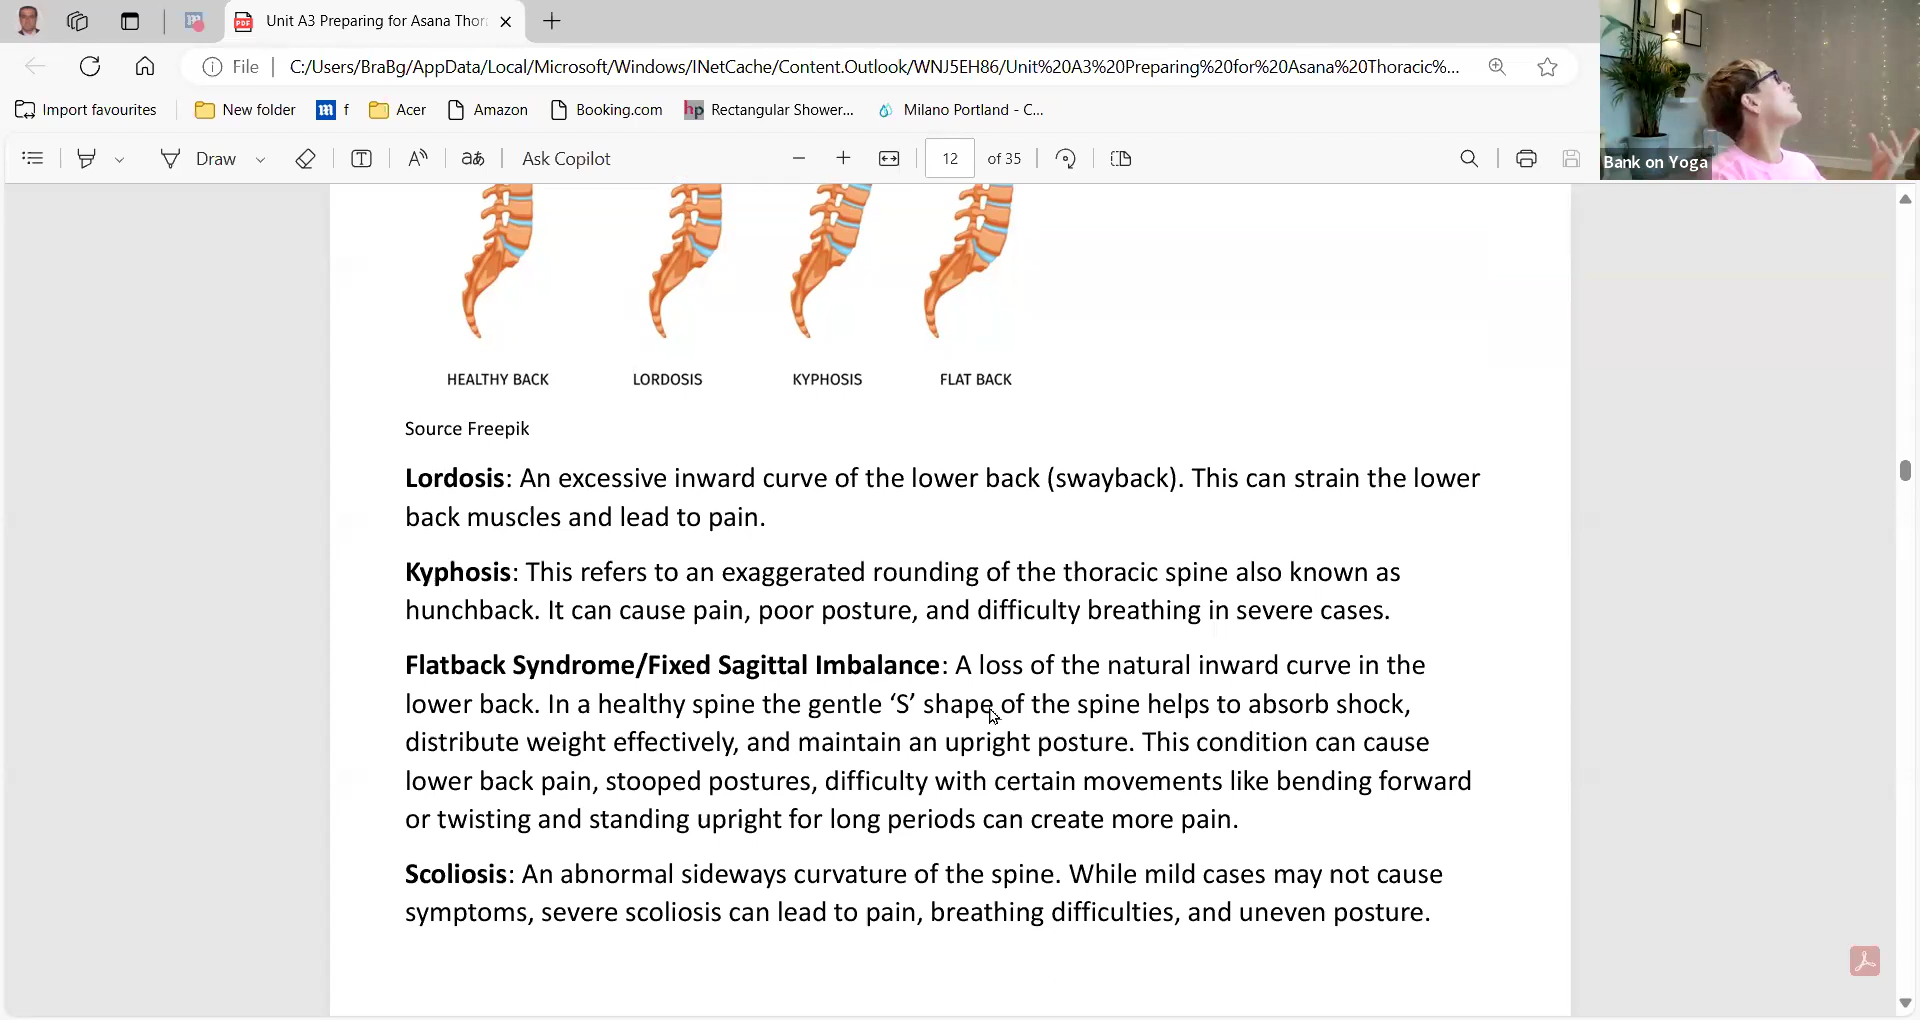 Unit A3 Preparing for Asana Thor
File
C:/Users/BraBg/AppData/Local/Microsoft/Windows/INetCache/Content.Outlook/WNJ5EH86/Unit%20A3%20Preparing%20for%20Asana%20Thoracic%...
Import favourites
New folder
m f
Acer
Amazon
Booking.com
hp Rectangular Shower...
Milano Portland - C...
Draw
aあ
Ask Copilot
12 of 35
Bank on Yoga
HEALTHY BACK LORDOSIS KYPHOSIS FLAT BACK
Source Freepik
Lordosis: An excessive inward curve of the lower back (swayback). This can strain the lower
back muscles and lead to pain.
Kyphosis: This refers to an exaggerated rounding of the thoracic spine also known as
hunchback. It can cause pain, poor posture, and difficulty breathing in severe cases.
Flatback Syndrome/Fixed Sagittal Imbalance: A loss of the natural inward curve in the
lower back. In a healthy spine the gentle ‘S’ shape of the spine helps to absorb shock,
distribute weight effectively, and maintain an upright posture. This condition can cause
lower back pain, stooped postures, difficulty with certain movements like bending forward
or twisting and standing upright for long periods can create more pain.
Scoliosis: An abnormal sideways curvature of the spine. While mild cases may not cause
symptoms, severe scoliosis can lead to pain, breathing difficulties, and uneven posture.